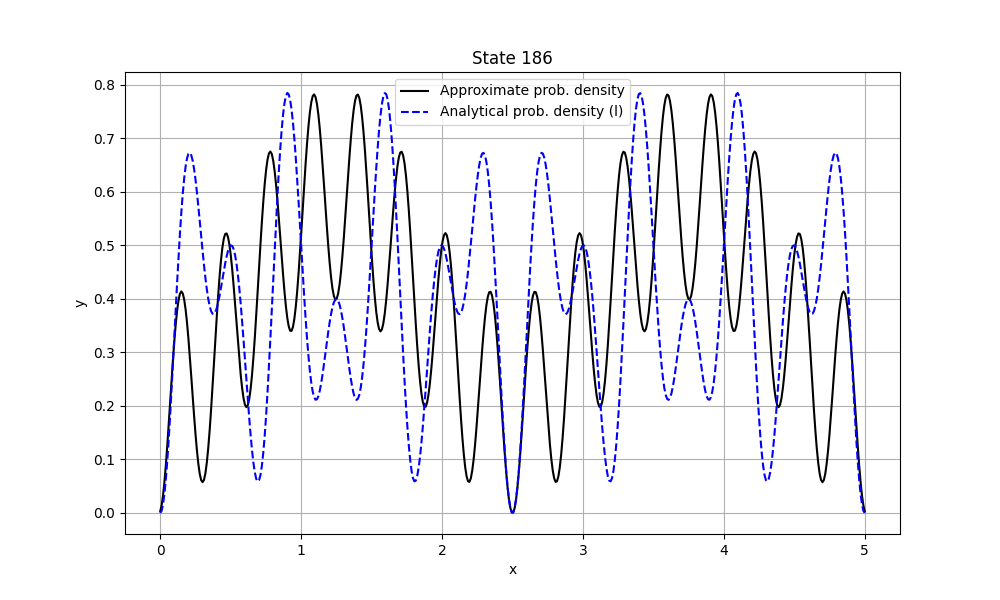 State 186
Approximate prob. density
Analytical prob. density (I)
0.8
0.7
0.6
0.5
0.4
0.3
0.2
0.1
0.0
y
0 1 2 3 4 5
x